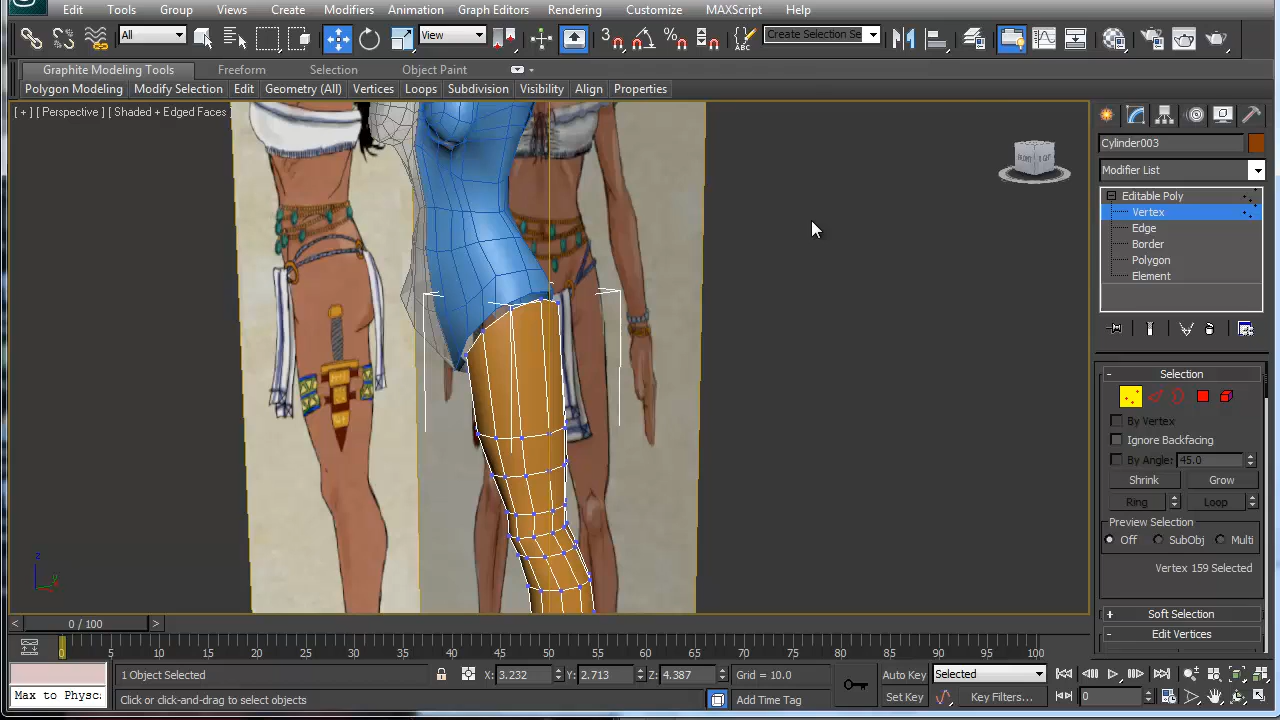 Edit Tools Group Views Create Modifiers Animation Graph Editors Rendering Customize MAXScript Help
All View Create Selection Se
Graphite Modeling Tools Freeform Selection Object Paint
Polygon Modeling Modify Selection Edit Geometry (All) Vertices Loops Subdivision Visibility Align Properties
[ + ] [ Perspective ] [ Shaded + Edged Faces ]
Cylinder003
Modifier List
Editable Poly
Vertex
Edge
Border
Polygon
Element
- Selection
By Vertex
Ignore Backfacing
By Angle: 45.0
Shrink Grow
Ring Loop
Preview Selection
Off SubObj Multi
Vertex 159 Selected
+ Soft Selection
- Edit Vertices
< 0 / 100 >
0 5 10 15 20 25 30 35 40 45 50 55 60 65 70 75 80 85 90 95 100
1 Object Selected X: 3.232 Y: 2.713 Z: 4.387 Grid = 10.0 Auto Key Selected
Max to Physc Click or click-and-drag to select objects Add Time Tag Set Key Key Filters... 0